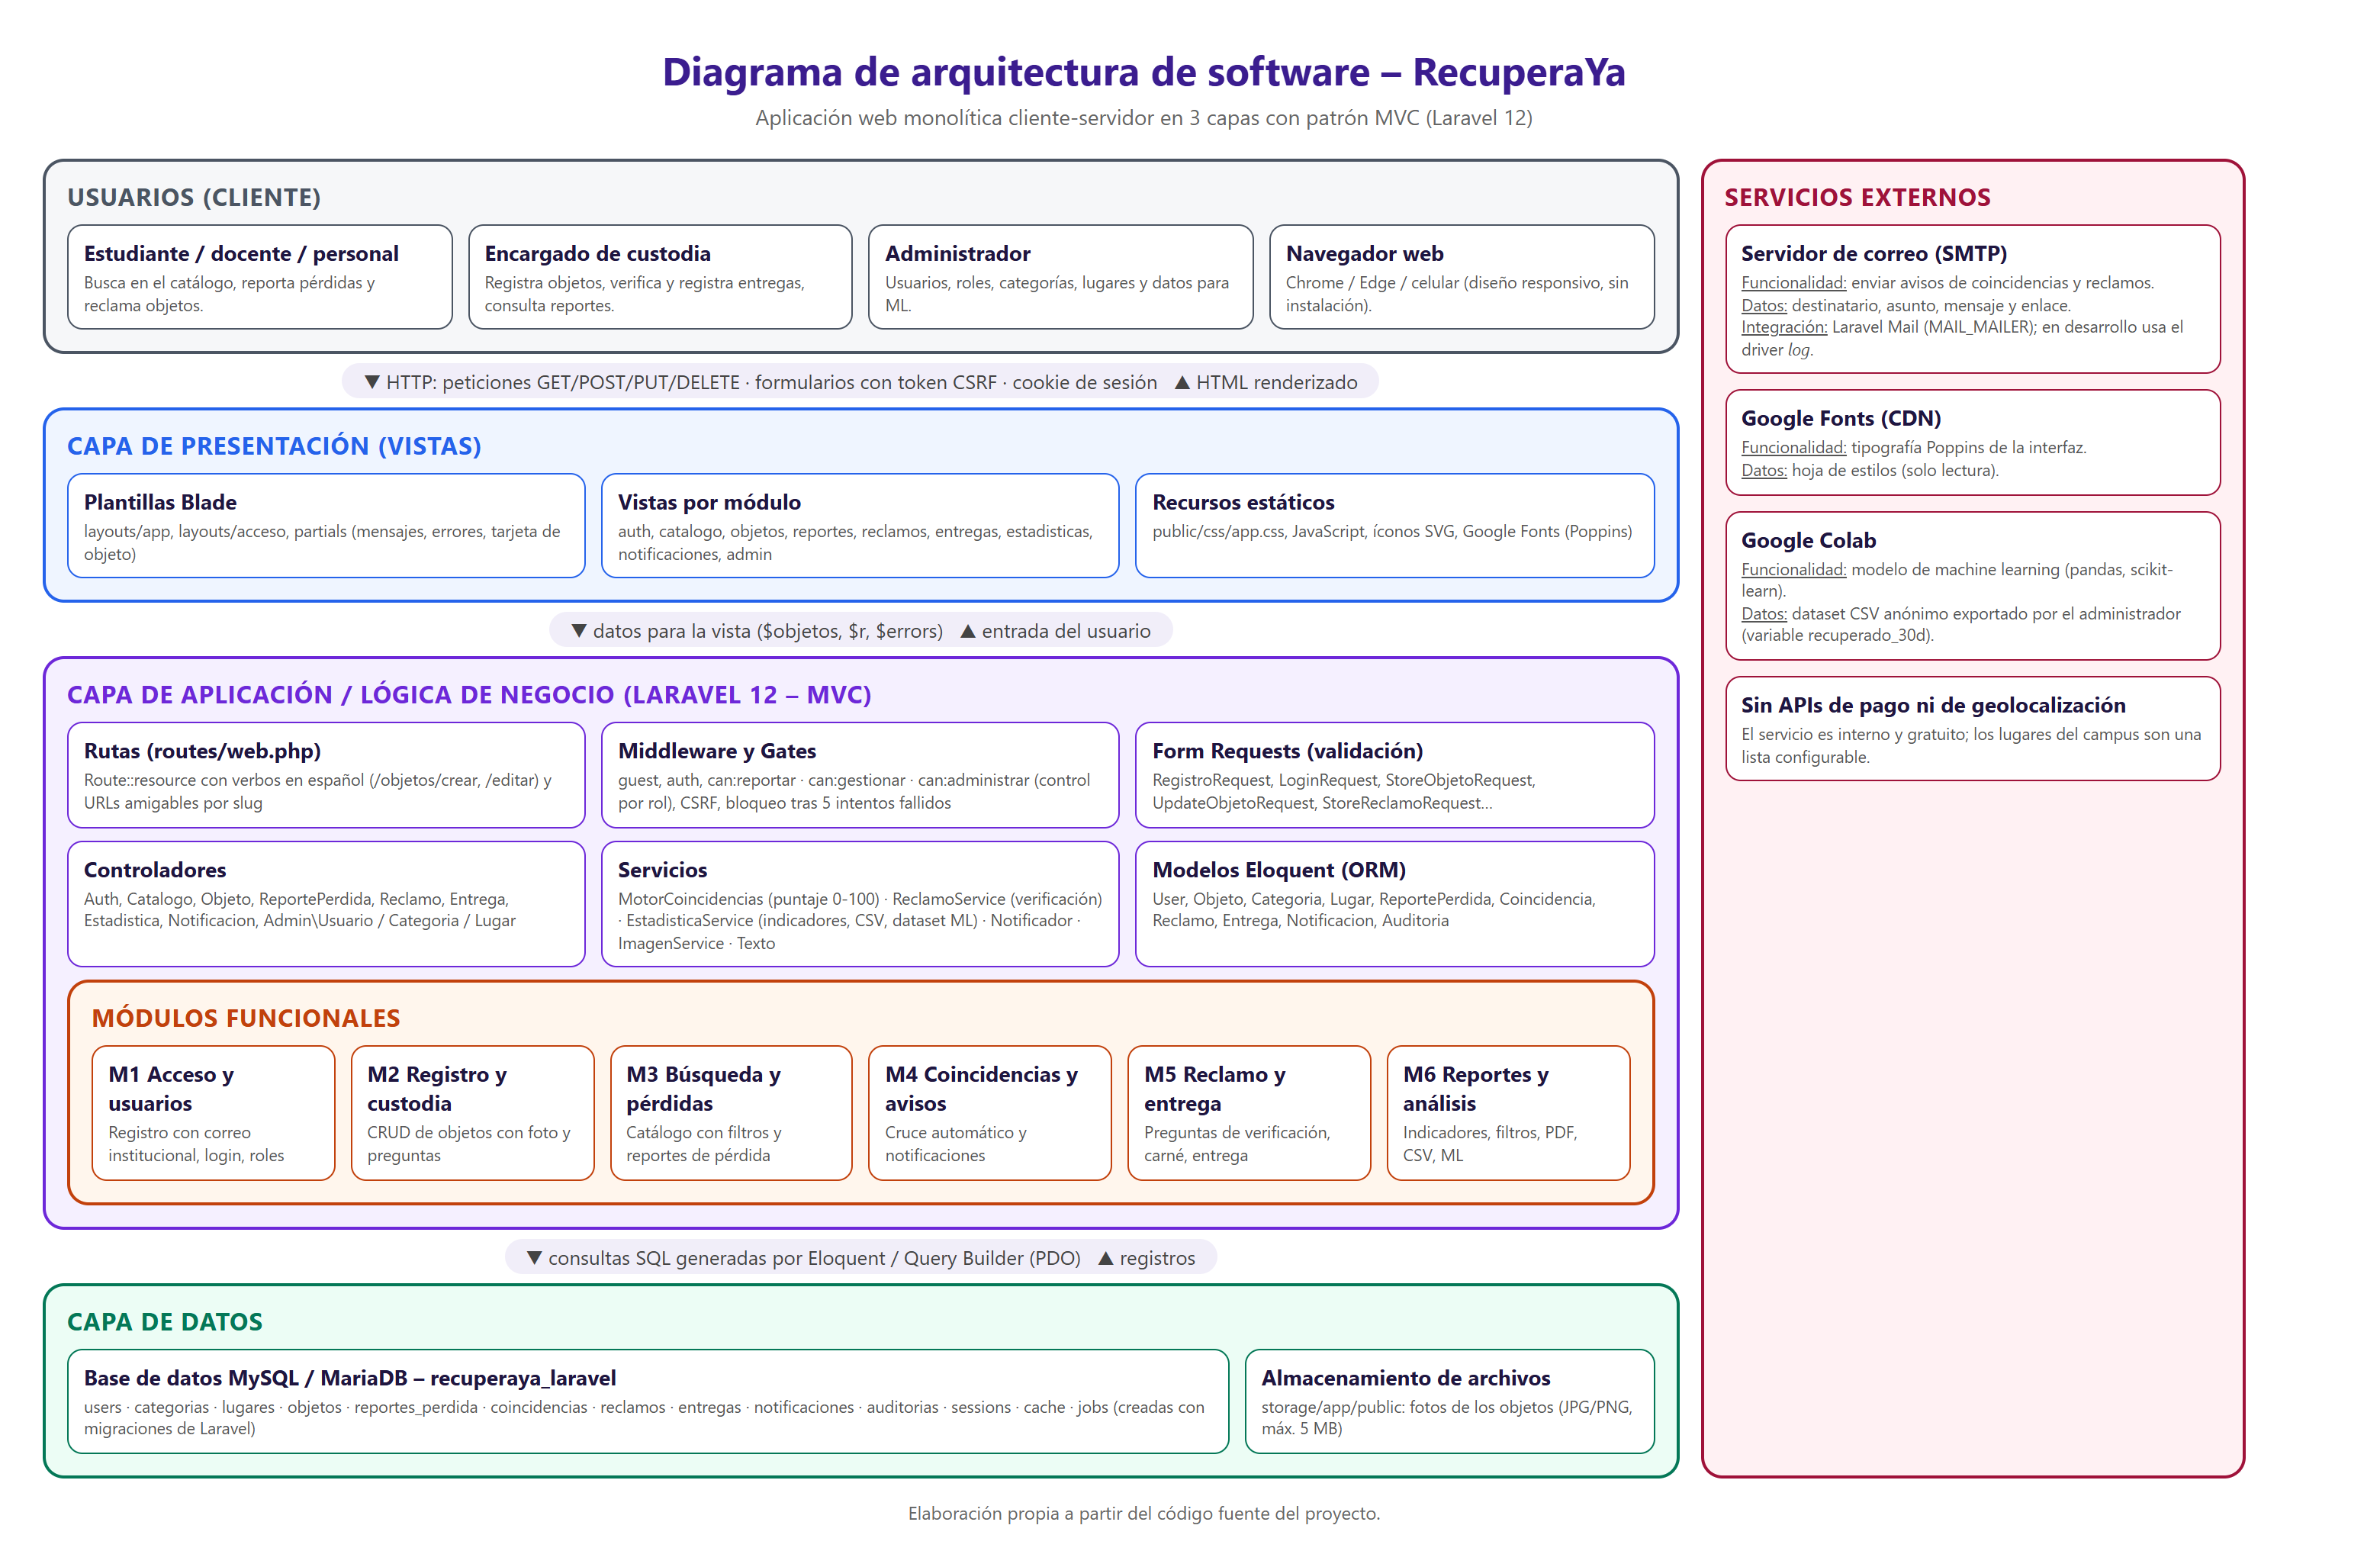 Diagrama de arquitectura de software – RecuperaYa
Aplicación web monolítica cliente-servidor en 3 capas con patrón MVC (Laravel 12)
USUARIOS (CLIENTE)
Estudiante / docente / personal
Busca en el catálogo, reporta pérdidas y
reclama objetos.
Encargado de custodia
Registra objetos, verifica y registra entregas,
consulta reportes.
Administrador
Usuarios, roles, categorías, lugares y datos para
ML.
Navegador web
Chrome / Edge / celular (diseño responsivo, sin
instalación).
▼ HTTP: peticiones GET/POST/PUT/DELETE · formularios con token CSRF · cookie de sesión ▲ HTML renderizado
CAPA DE PRESENTACIÓN (VISTAS)
Plantillas Blade
layouts/app, layouts/acceso, partials (mensajes, errores, tarjeta de
objeto)
Vistas por módulo
auth, catalogo, objetos, reportes, reclamos, entregas, estadisticas,
notificaciones, admin
Recursos estáticos
public/css/app.css, JavaScript, íconos SVG, Google Fonts (Poppins)
▼ datos para la vista ($objetos, $r, $errors) ▲ entrada del usuario
CAPA DE APLICACIÓN / LÓGICA DE NEGOCIO (LARAVEL 12 – MVC)
Rutas (routes/web.php)
Route::resource con verbos en español (/objetos/crear, /editar) y
URLs amigables por slug
Middleware y Gates
guest, auth, can:reportar · can:gestionar · can:administrar (control
por rol), CSRF, bloqueo tras 5 intentos fallidos
Form Requests (validación)
RegistroRequest, LoginRequest, StoreObjetoRequest,
UpdateObjetoRequest, StoreReclamoRequest...
Controladores
Auth, Catalogo, Objeto, ReportePerdida, Reclamo, Entrega,
Estadistica, Notificacion, Admin\Usuario / Categoria / Lugar
Servicios
MotorCoincidencias (puntaje 0-100) · ReclamoService (verificación)
· EstadisticaService (indicadores, CSV, dataset ML) · Notificador ·
ImagenService · Texto
Modelos Eloquent (ORM)
User, Objeto, Categoria, Lugar, ReportePerdida, Coincidencia,
Reclamo, Entrega, Notificacion, Auditoria
MÓDULOS FUNCIONALES
M1 Acceso y
usuarios
Registro con correo
institucional, login, roles
M2 Registro y
custodia
CRUD de objetos con foto y
preguntas
M3 Búsqueda y
pérdidas
Catálogo con filtros y
reportes de pérdida
M4 Coincidencias y
avisos
Cruce automático y
notificaciones
M5 Reclamo y
entrega
Preguntas de verificación,
carné, entrega
M6 Reportes y
análisis
Indicadores, filtros, PDF,
CSV, ML
▼ consultas SQL generadas por Eloquent / Query Builder (PDO) ▲ registros
CAPA DE DATOS
Base de datos MySQL / MariaDB – recuperaya_laravel
users · categorias · lugares · objetos · reportes_perdida · coincidencias · reclamos · entregas · notificaciones · auditorias · sessions · cache · jobs (creadas con
migraciones de Laravel)
Almacenamiento de archivos
storage/app/public: fotos de los objetos (JPG/PNG,
máx. 5 MB)
SERVICIOS EXTERNOS
Servidor de correo (SMTP)
Funcionalidad: enviar avisos de coincidencias y reclamos.
Datos: destinatario, asunto, mensaje y enlace.
Integración: Laravel Mail (MAIL_MAILER); en desarrollo usa el
driver log.
Google Fonts (CDN)
Funcionalidad: tipografía Poppins de la interfaz.
Datos: hoja de estilos (solo lectura).
Google Colab
Funcionalidad: modelo de machine learning (pandas, scikit-
learn).
Datos: dataset CSV anónimo exportado por el administrador
(variable recuperado_30d).
Sin APIs de pago ni de geolocalización
El servicio es interno y gratuito; los lugares del campus son una
lista configurable.
Elaboración propia a partir del código fuente del proyecto.